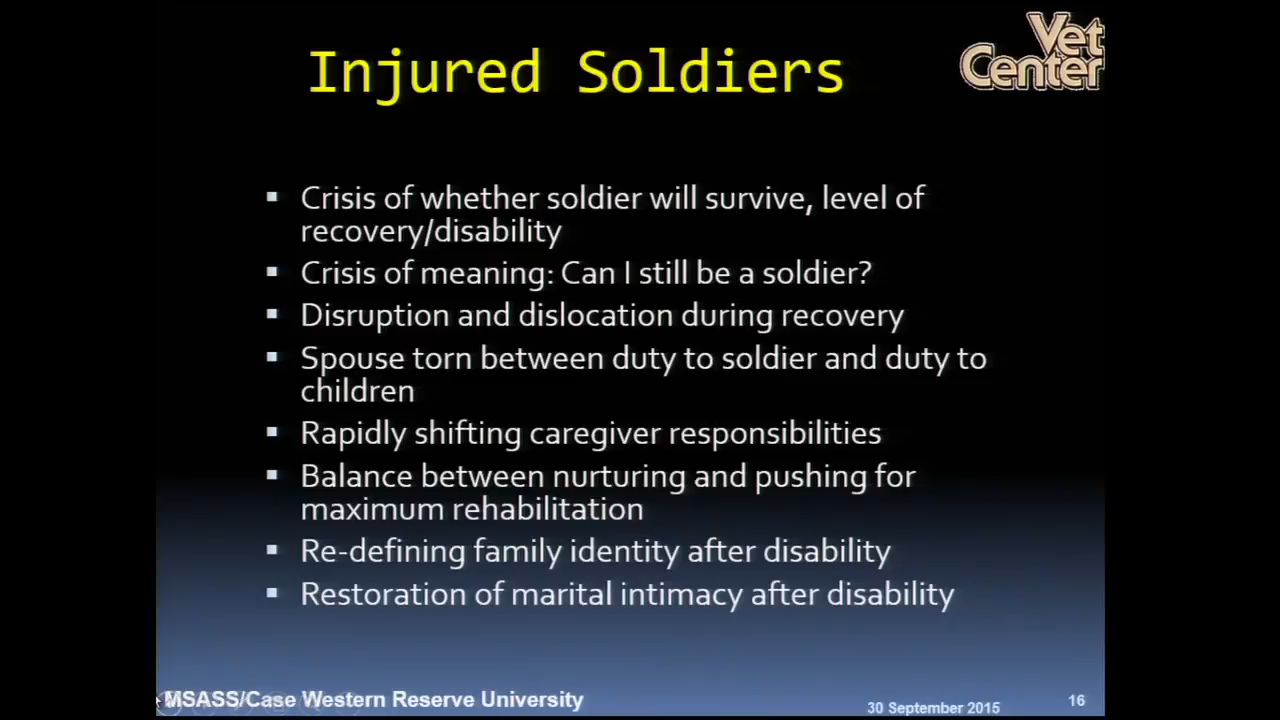 Injured Soldiers
Vet
Center
▪ Crisis of whether soldier will survive, level of
recovery/disability
▪ Crisis of meaning: Can I still be a soldier?
▪ Disruption and dislocation during recovery
▪ Spouse torn between duty to soldier and duty to
children
▪ Rapidly shifting caregiver responsibilities
▪ Balance between nurturing and pushing for
maximum rehabilitation
▪ Re-defining family identity after disability
▪ Restoration of marital intimacy after disability
MSASS/Case Western Reserve University
30 September 2015
16